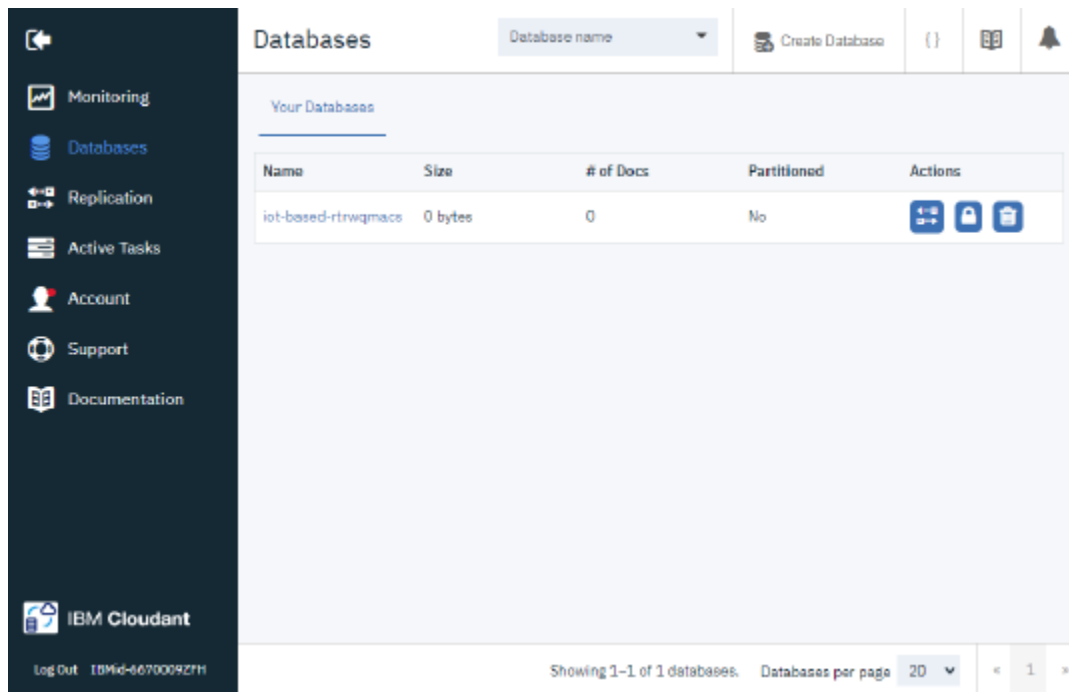 Databases
Database name
Create Database
{ }
Monitoring
Databases
Replication
Active Tasks
Account
Support
Documentation
Your Databases
Name Size # of Docs Partitioned Actions
iot-based-rtrwqmacs 0 bytes 0 No
IBM Cloudant
Log Out IBMid-6670009ZFH
Showing 1–1 of 1 databases. Databases per page 20 « 1 »